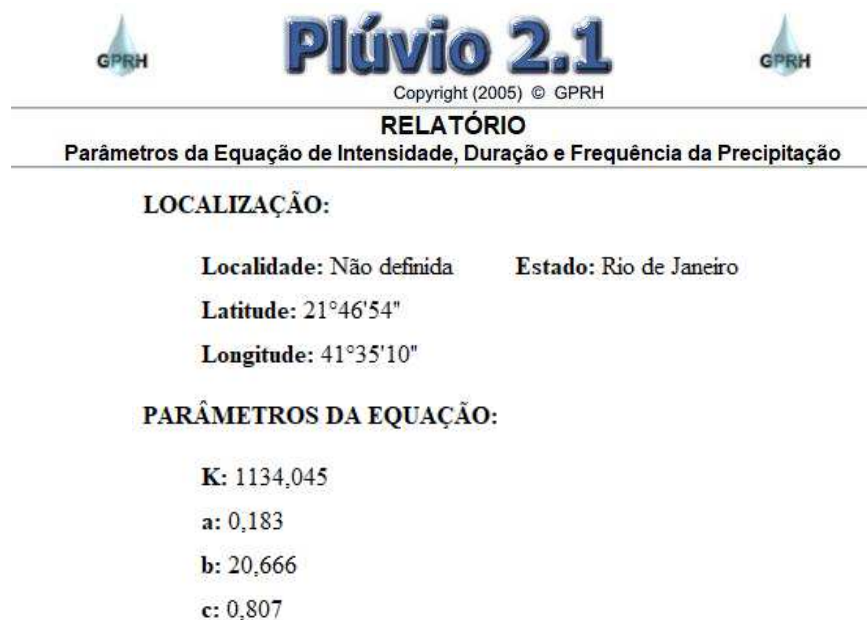 GPRH
Plúvio 2.1
GPRH
Copyright (2005) © GPRH
RELATÓRIO
Parâmetros da Equação de Intensidade, Duração e Frequência da Precipitação
LOCALIZAÇÃO:
Localidade: Não definida Estado: Rio de Janeiro
Latitude: 21°46'54"
Longitude: 41°35'10"
PARÂMETROS DA EQUAÇÃO:
K: 1134,045
a: 0,183
b: 20,666
c: 0,807